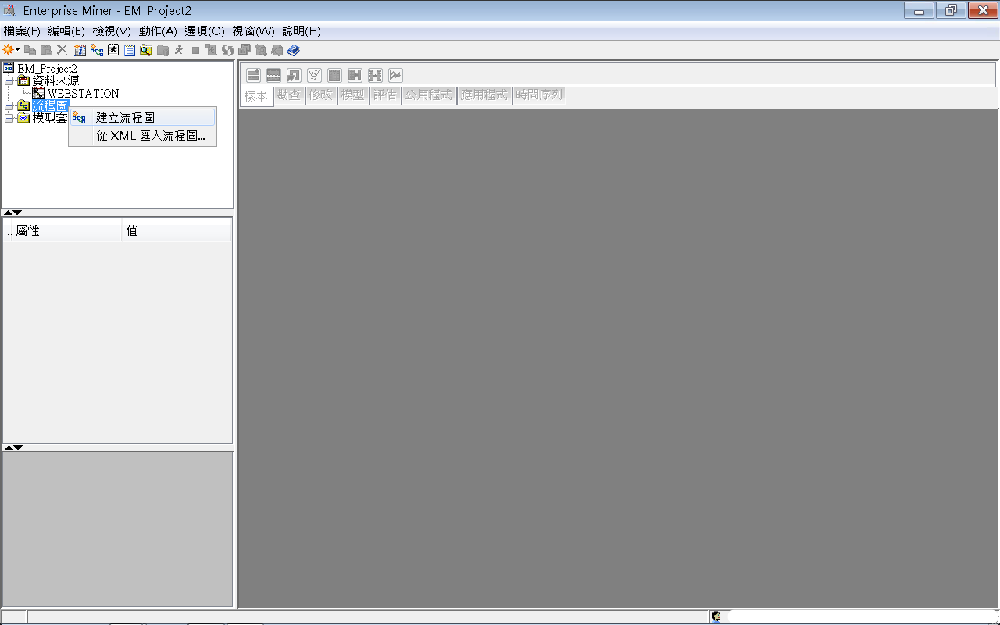 Enterprise Miner - EM_Project2
檔案(F) 編輯(E) 檢視(V) 動作(A) 選項(O) 視窗(W) 說明(H)
EM_Project2
資料來源
WEBSTATION
流程圖
模型套
建立流程圖
從 XML 匯入流程圖...
樣本 勘查 修改 模型 評估 公用程式 應用程式 時間序列
.. 屬性 值